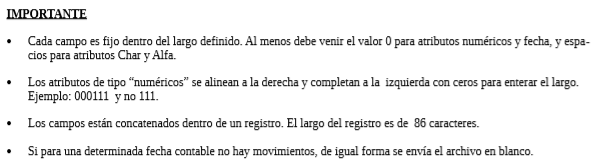 IMPORTANTE
• Cada campo es fijo dentro del largo definido. Al menos debe venir el valor 0 para atributos numéricos y fecha, y espa-
cios para atributos Char y Alfa.
• Los atributos de tipo “numéricos” se alinean a la derecha y completan a la  izquierda con ceros para enterar el largo.
Ejemplo: 000111  y no 111.
• Los campos están concatenados dentro de un registro. El largo del registro es de  86 caracteres.
• Si para una determinada fecha contable no hay movimientos, de igual forma se envía el archivo en blanco.